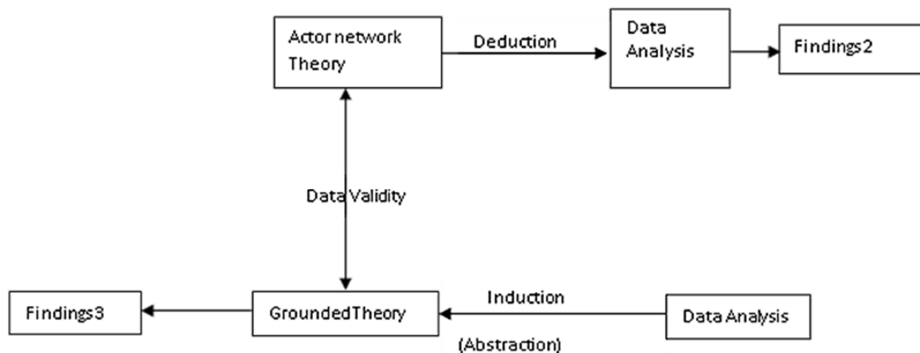 Actor network
Theory
Deduction
Data
Analysis
Findings2
Data Validity
Findings3
GroundedTheory
Induction
(Abstraction)
Data Analysis